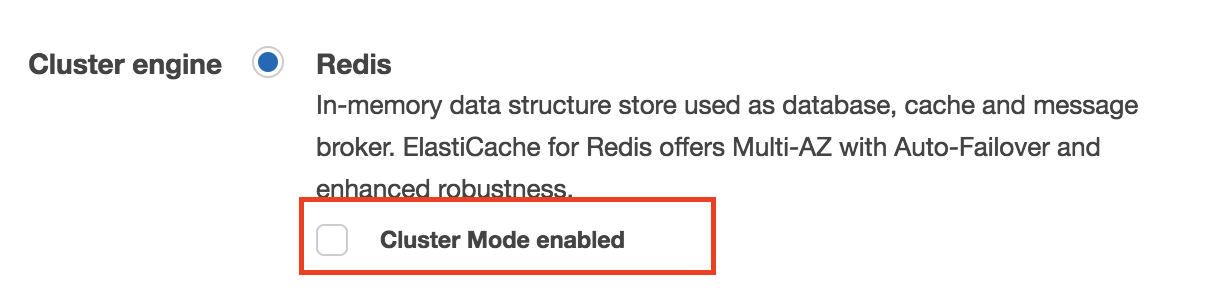 Cluster engine Redis
In-memory data structure store used as database, cache and message
broker. ElastiCache for Redis offers Multi-AZ with Auto-Failover and
enhanced robustness.
Cluster Mode enabled